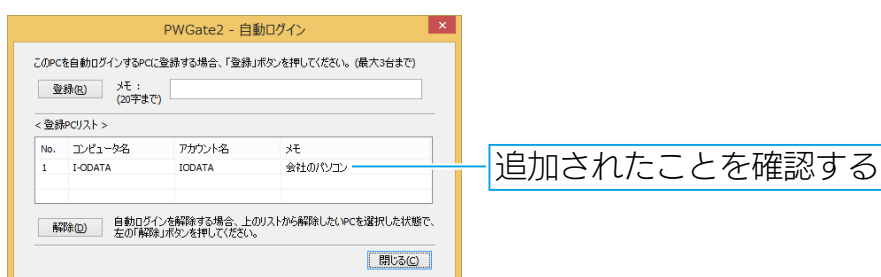 PWGate2 - 自動ログイン
×
このPCを自動ログインするPCに登録する場合、「登録」ボタンを押してください。(最大3台まで)
登録(R) メモ :
(20字まで)
< 登録PCリスト >
No. コンピュータ名 アカウント名 メモ
1 I-ODATA IODATA 会社のパソコン
追加されたことを確認する
解除(D) 自動ログインを解除する場合、上のリストから解除したいPCを選択した状態で、
左の「解除」ボタンを押してください。
閉じる(C)